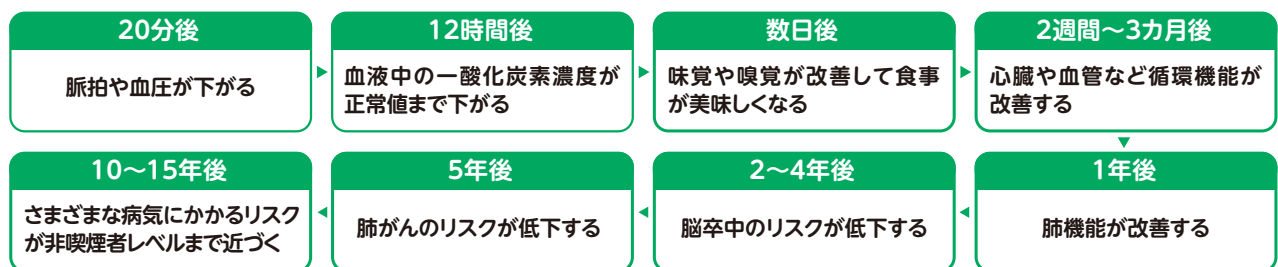 20分後
脈拍や血圧が下がる
12時間後
血液中の一酸化炭素濃度が
正常値まで下がる
数日後
味覚や嗅覚が改善して食事
が美味しくなる
2週間～3カ月後
心臓や血管など循環機能が
改善する
1年後
肺機能が改善する
2～4年後
脳卒中のリスクが低下する
5年後
肺がんのリスクが低下する
10～15年後
さまざまな病気にかかるリスク
が非喫煙者レベルまで近づく